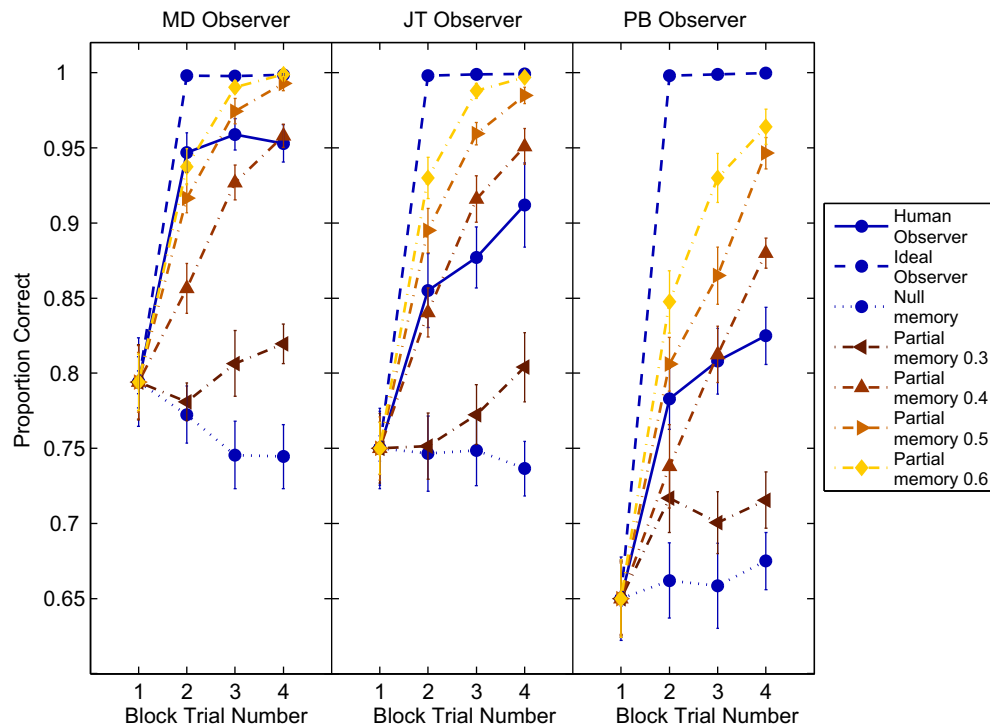 MD Observer
JT Observer
PB Observer
Proportion Correct
1
0.95
0.9
0.85
0.8
0.75
0.7
0.65
1 2 3 4
1 2 3 4
1 2 3 4
Block Trial Number
Block Trial Number
Block Trial Number
Human
Observer
Ideal
Observer
Null
memory
Partial
memory 0.3
Partial
memory 0.4
Partial
memory 0.5
Partial
memory 0.6